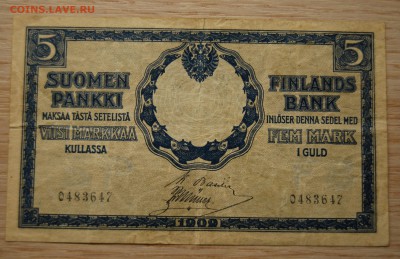 COINS.LAVE.RU
5 5
SUOMEN FINLANDS
PANKKI BANK
MAKSAA TÄSTÄ SETELISTÄ INLÖSER DENNA SEDEL MED
VIISI MARKKAA FEM MARK
KULLASSA I GULD
0483647 0483647
1909